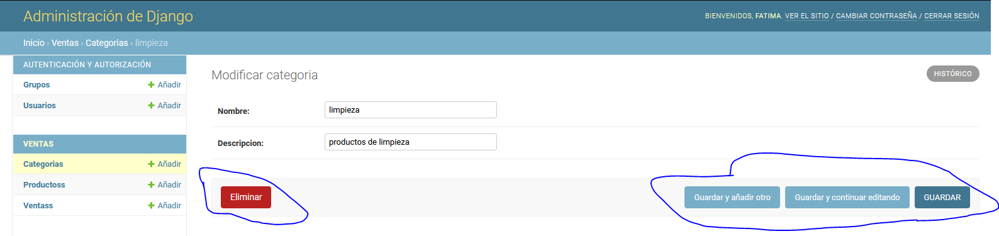 Administración de Django
BIENVENIDOS, FATIMA. VER EL SITIO / CAMBIAR CONTRASEÑA / CERRAR SESIÓN
Inicio › Ventas › Categorias › limpieza
AUTENTICACIÓN Y AUTORIZACIÓN
Grupos + Añadir
Usuarios + Añadir
VENTAS
Categorias + Añadir
Productoss + Añadir
Ventass + Añadir
Modificar categoria
HISTÓRICO
Nombre: limpieza
Descripcion: productos de limpieza
Eliminar
Guardar y añadir otro
Guardar y continuar editando
GUARDAR